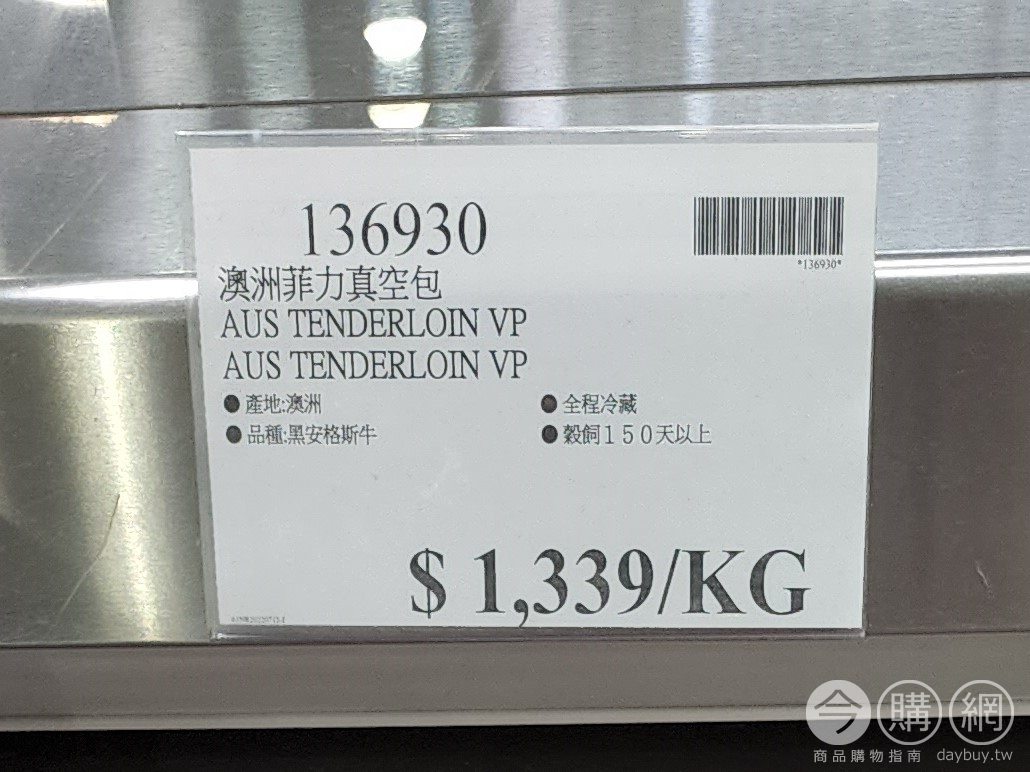 136930
*136930*
澳洲菲力真空包
AUS TENDERLOIN VP
AUS TENDERLOIN VP
●產地:澳洲
●全程冷藏
●品種:黑安格斯牛
●穀飼150天以上
$ 1,339/KG
今購網
商品購物指南 daybuy.tw